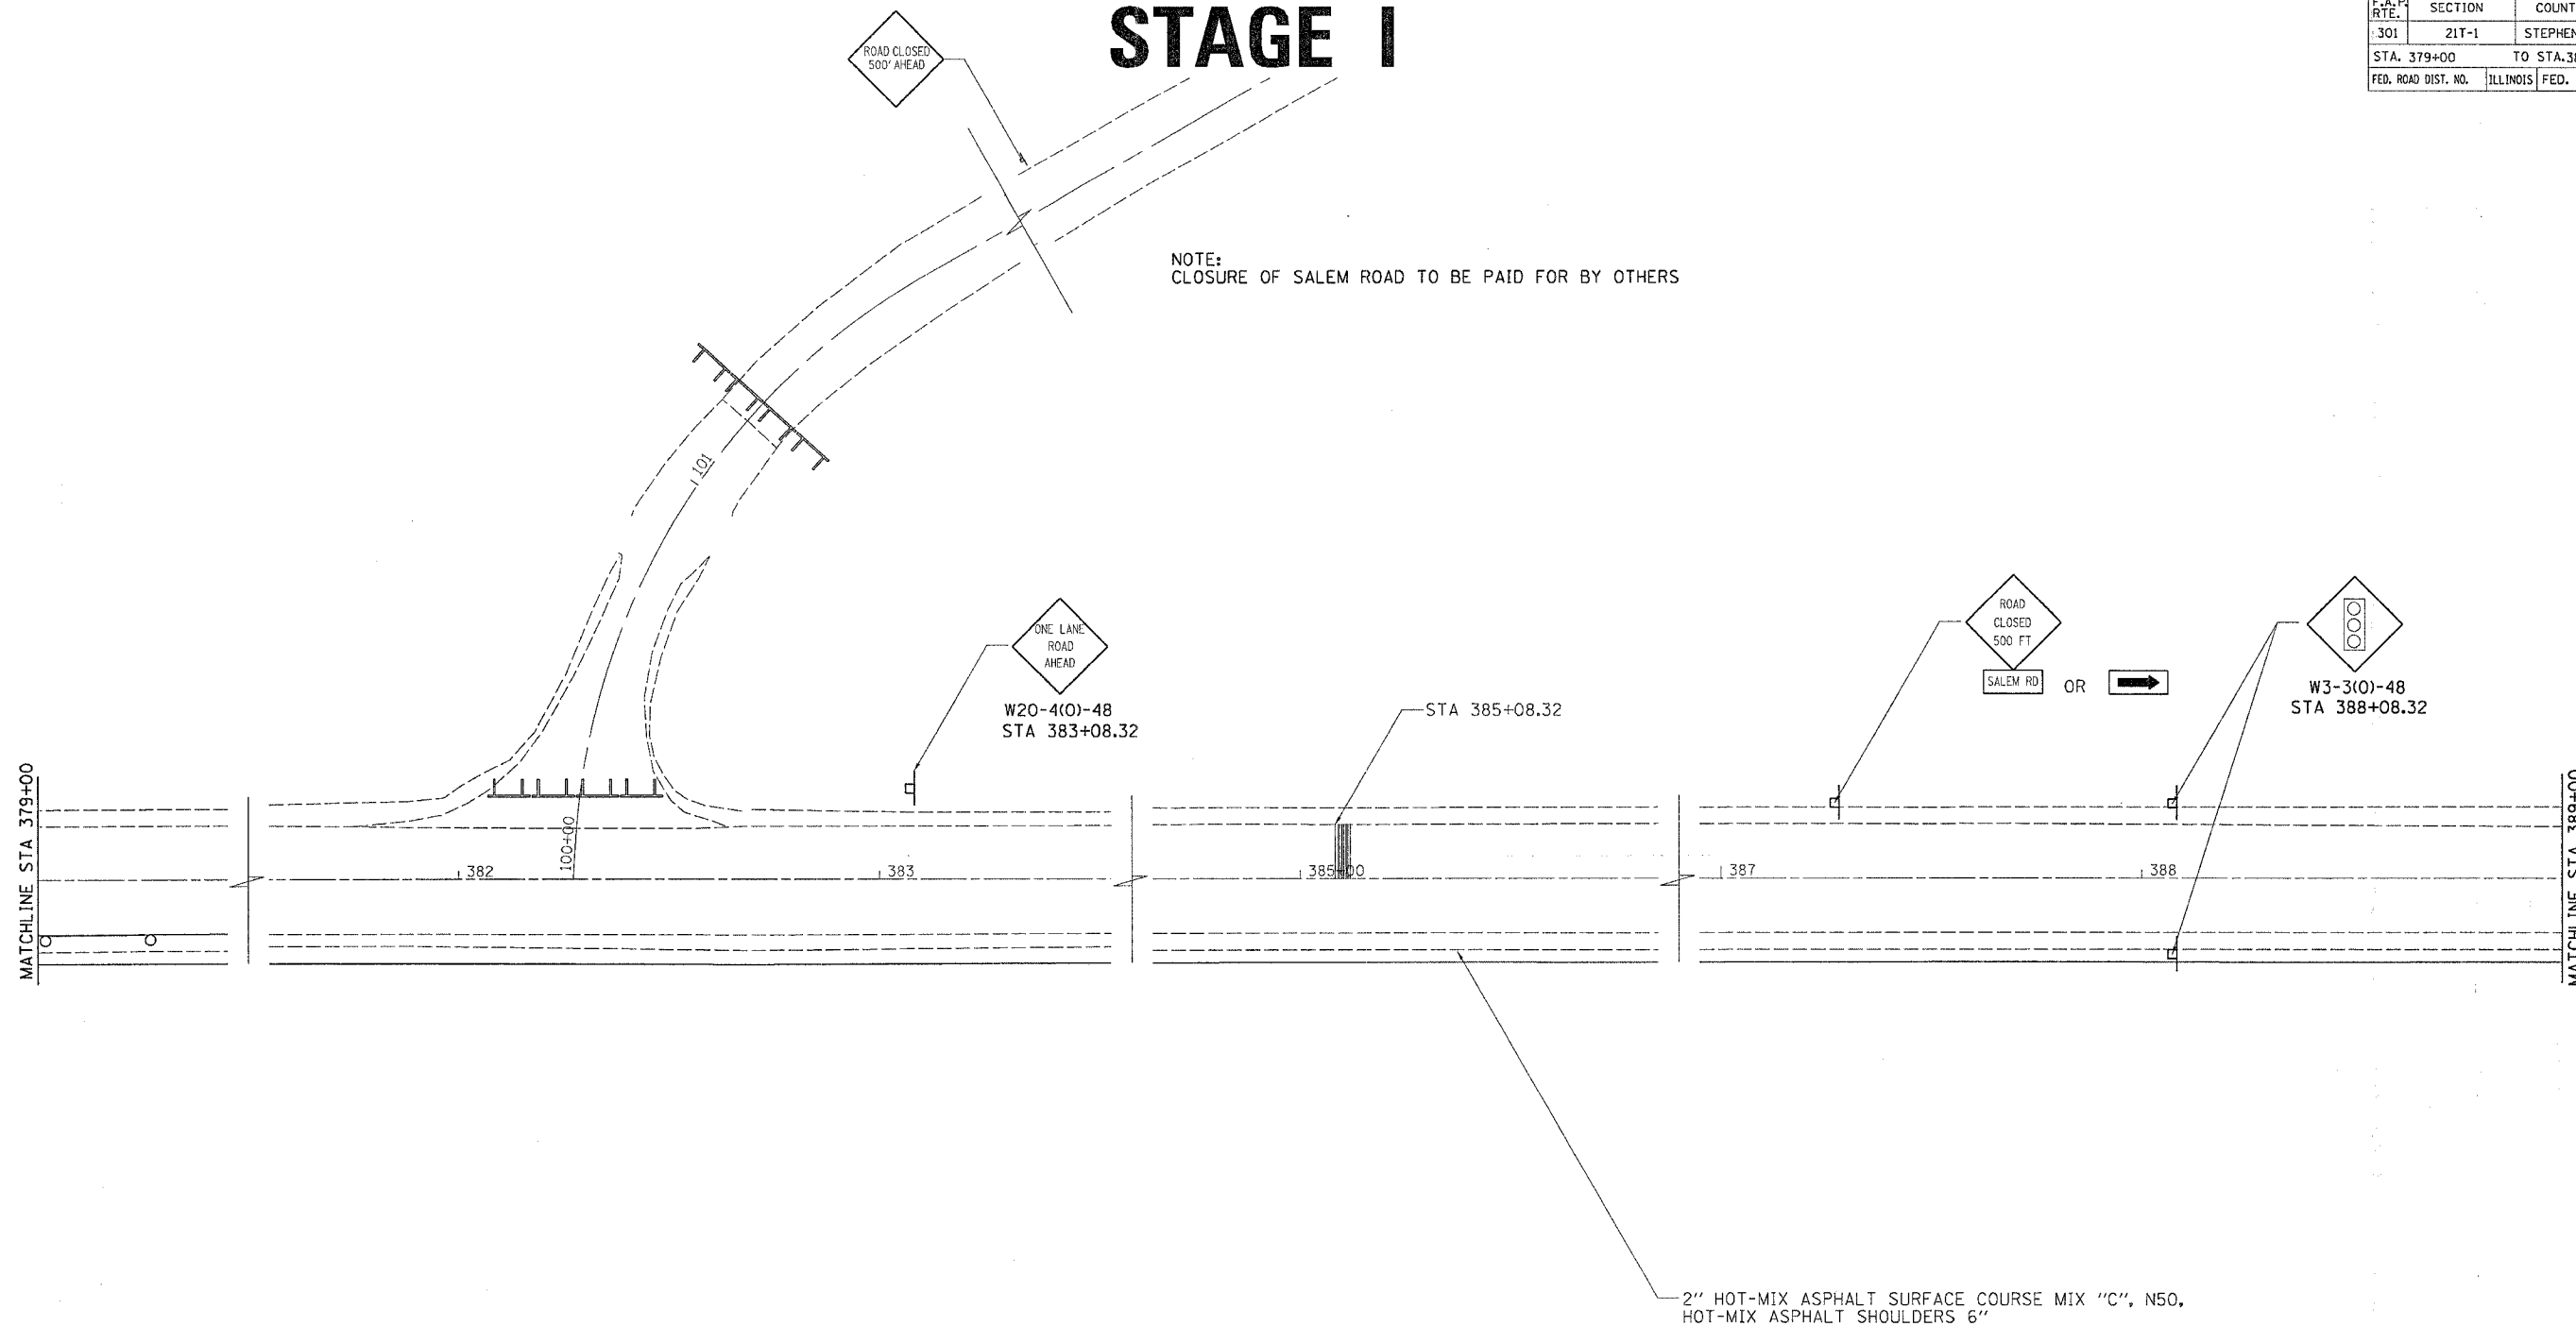 STAGE I
F.A.P. RTE. SECTION
301 21T-1
STA. 379+00 TO
FED. ROAD DIST. NO. ILLINOIS FED.
ROAD CLOSED
500' AHEAD
NOTE:
CLOSURE OF SALEM ROAD TO BE PAID FOR BY OTHERS
101
ONE LANE
ROAD
AHEAD
W20-4(O)-48
STA 383+08.32
STA 385+08.32
ROAD
CLOSED
500 FT
SALEM RD OR
W3-3(O)-48
STA 388+08.32
MATCHLINE STA 379+00
100+00
382
383
385+00
387
388
MATCHLINE STA 389+00
2" HOT-MIX ASPHALT SURFACE COURSE MIX "C", N50,
HOT-MIX ASPHALT SHOULDERS 6"